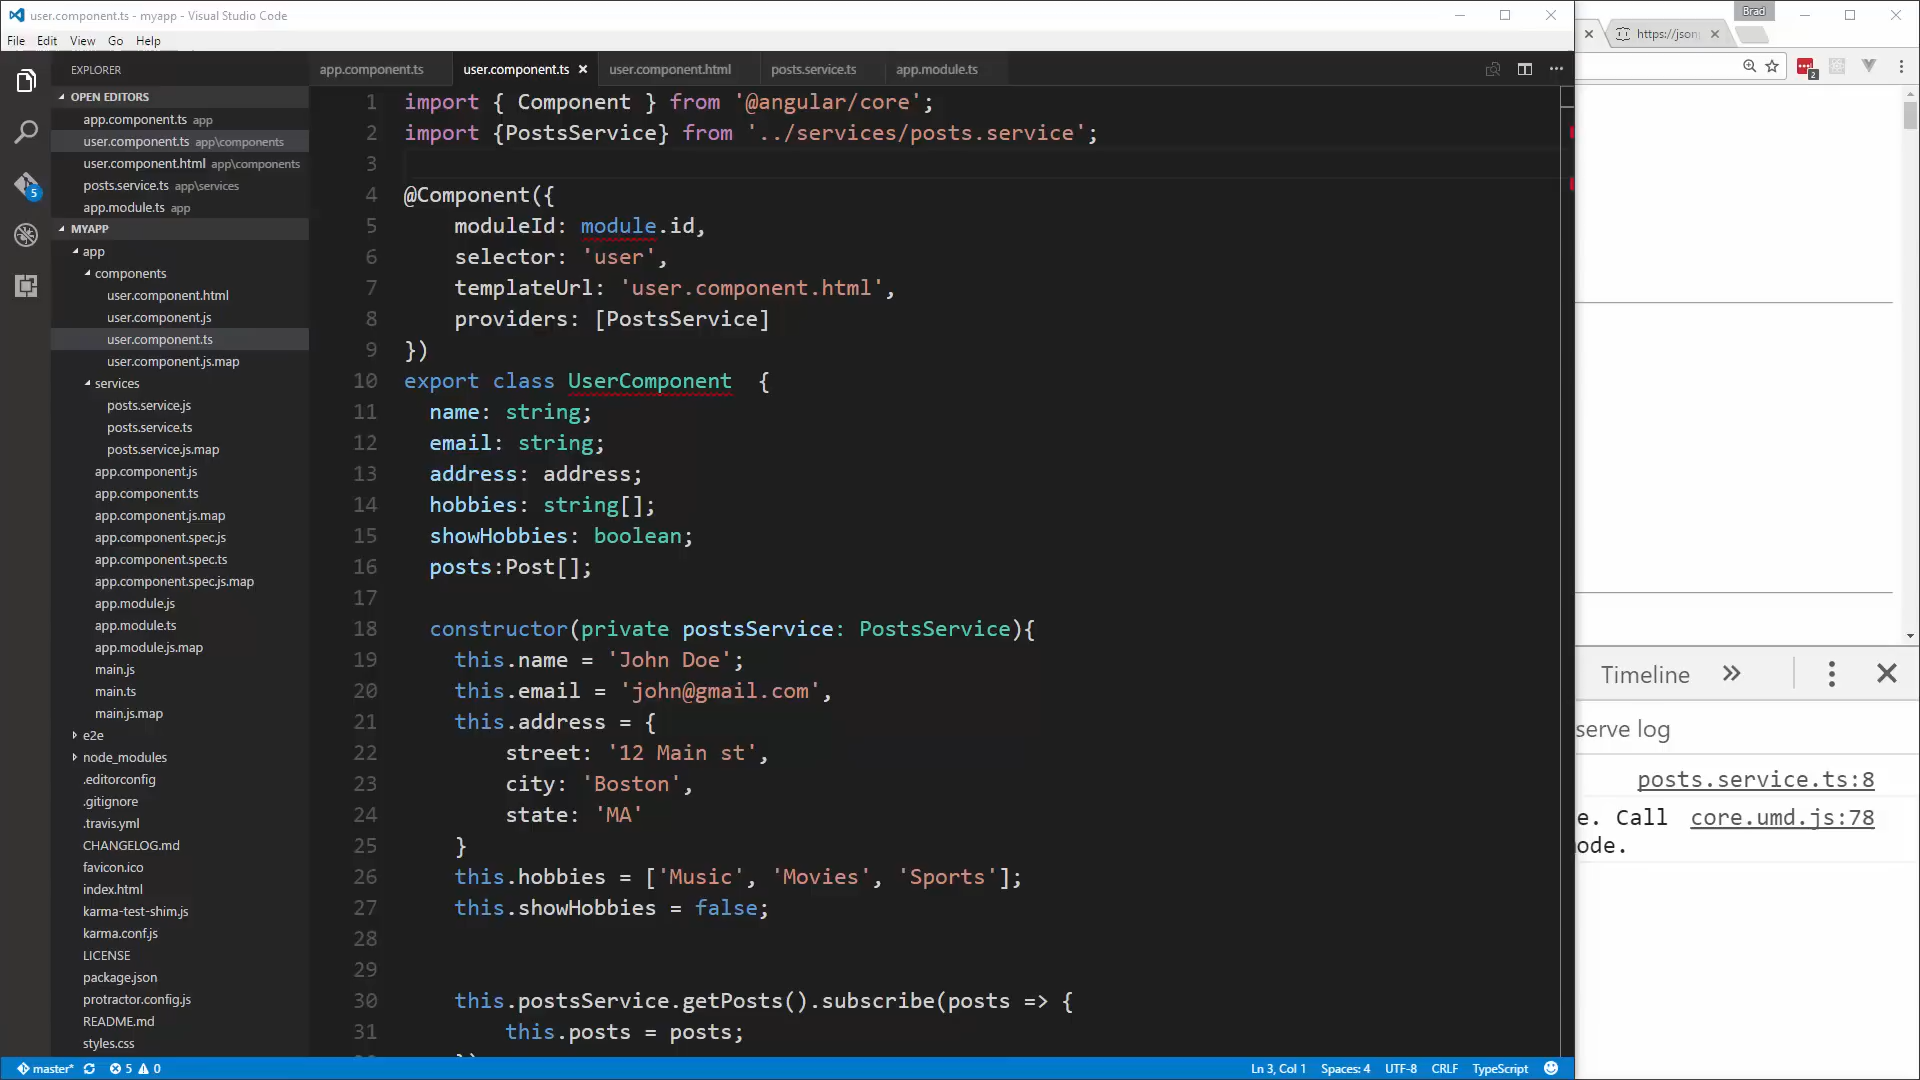 user.component.ts - myapp - Visual Studio Code
Brad
File Edit View Go Help
https://json
EXPLORER
app.component.ts user.component.ts user.component.html posts.service.ts app.module.ts
2
OPEN EDITORS
app.component.ts app
user.component.ts app\components
user.component.html app\components
posts.service.ts app\services
app.module.ts app
5
MYAPP
app
components
user.component.html
user.component.js
user.component.ts
user.component.js.map
services
posts.service.js
posts.service.ts
posts.service.js.map
app.component.js
app.component.ts
app.component.js.map
app.component.spec.js
app.component.spec.ts
app.component.spec.js.map
app.module.js
app.module.ts
app.module.js.map
main.js
main.ts
main.js.map
e2e
node_modules
.editorconfig
.gitignore
.travis.yml
CHANGELOG.md
favicon.ico
index.html
karma-test-shim.js
karma.conf.js
LICENSE
package.json
protractor.config.js
README.md
styles.css
1 import { Component } from '@angular/core';
2 import {PostsService} from '../services/posts.service';
3
4 @Component({
5 moduleId: module.id,
6 selector: 'user',
7 templateUrl: 'user.component.html',
8 providers: [PostsService]
9 })
10 export class UserComponent  {
11 name: string;
12 email: string;
13 address: address;
14 hobbies: string[];
15 showHobbies: boolean;
16 posts:Post[];
17
18 constructor(private postsService: PostsService){
19 this.name = 'John Doe';
20 this.email = 'john@gmail.com',
21 this.address = {
22 street: '12 Main st',
23 city: 'Boston',
24 state: 'MA'
25 }
26 this.hobbies = ['Music', 'Movies', 'Sports'];
27 this.showHobbies = false;
28
29
30 this.postsService.getPosts().subscribe(posts => {
31 this.posts = posts;
Timeline
serve log
posts.service.ts:8
e. Call core.umd.js:78
ode.
master* 5 0 Ln 3, Col 1 Spaces: 4 UTF-8 CRLF TypeScript